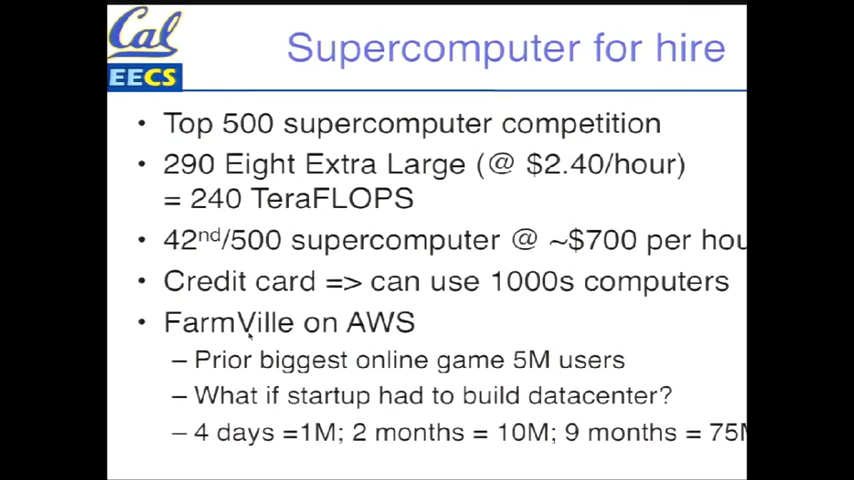 Cal
EECS
Supercomputer for hire
• Top 500 supercomputer competition
• 290 Eight Extra Large (@ $2.40/hour)
= 240 TeraFLOPS
• 42nd/500 supercomputer @ ~$700 per hou
• Credit card => can use 1000s computers
• FarmVille on AWS
– Prior biggest online game 5M users
– What if startup had to build datacenter?
– 4 days =1M; 2 months = 10M; 9 months = 75M